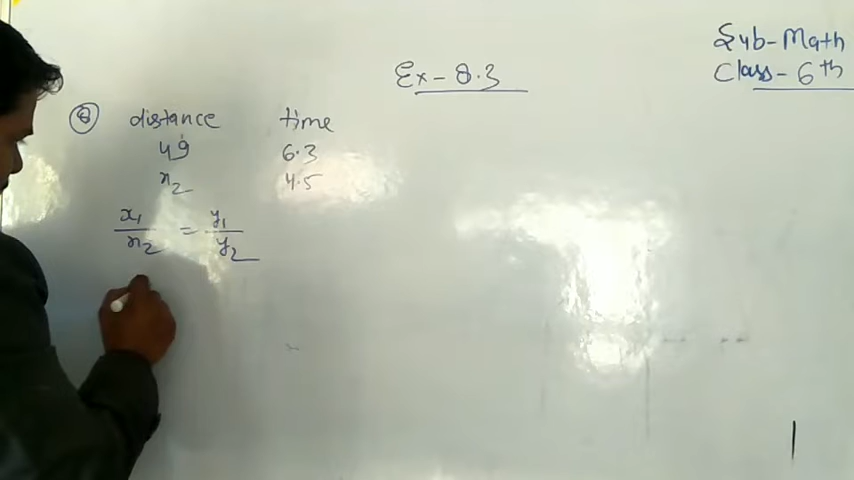 Sub-Math
Class-6th
Ex-8.3
8 distance time
49 6.3
x2 4.5
x1/x2 = y1/y2